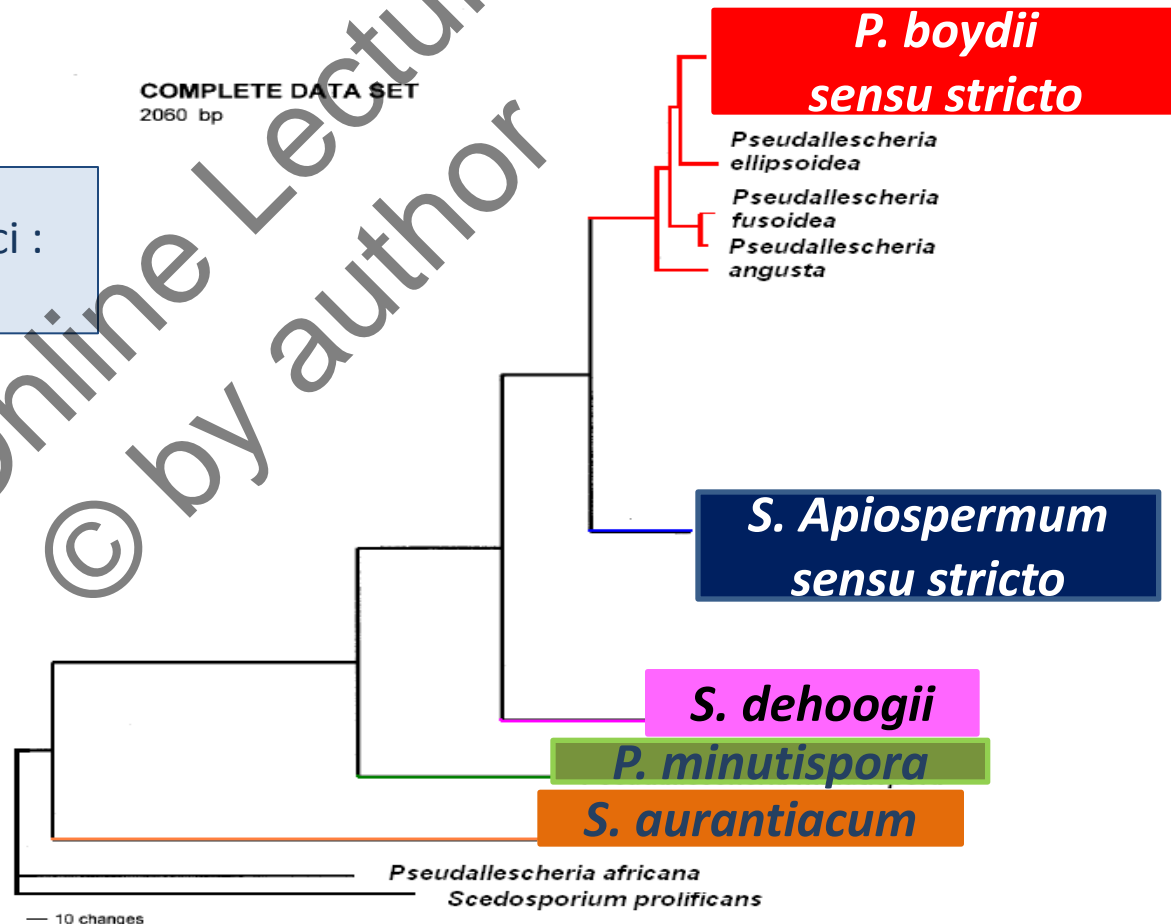 P. boydii
sensu stricto
COMPLETE DATA SET
2060 bp
Pseudallescheria
ellipsoidea
Pseudallescheria
fusoidea
Pseudallescheria
angusta
ci :
S. Apiospermum
sensu stricto
S. dehoogii
P. minutispora
S. aurantiacum
Pseudallescheria africana
Scedosporium prolificans
10 changes
© by author